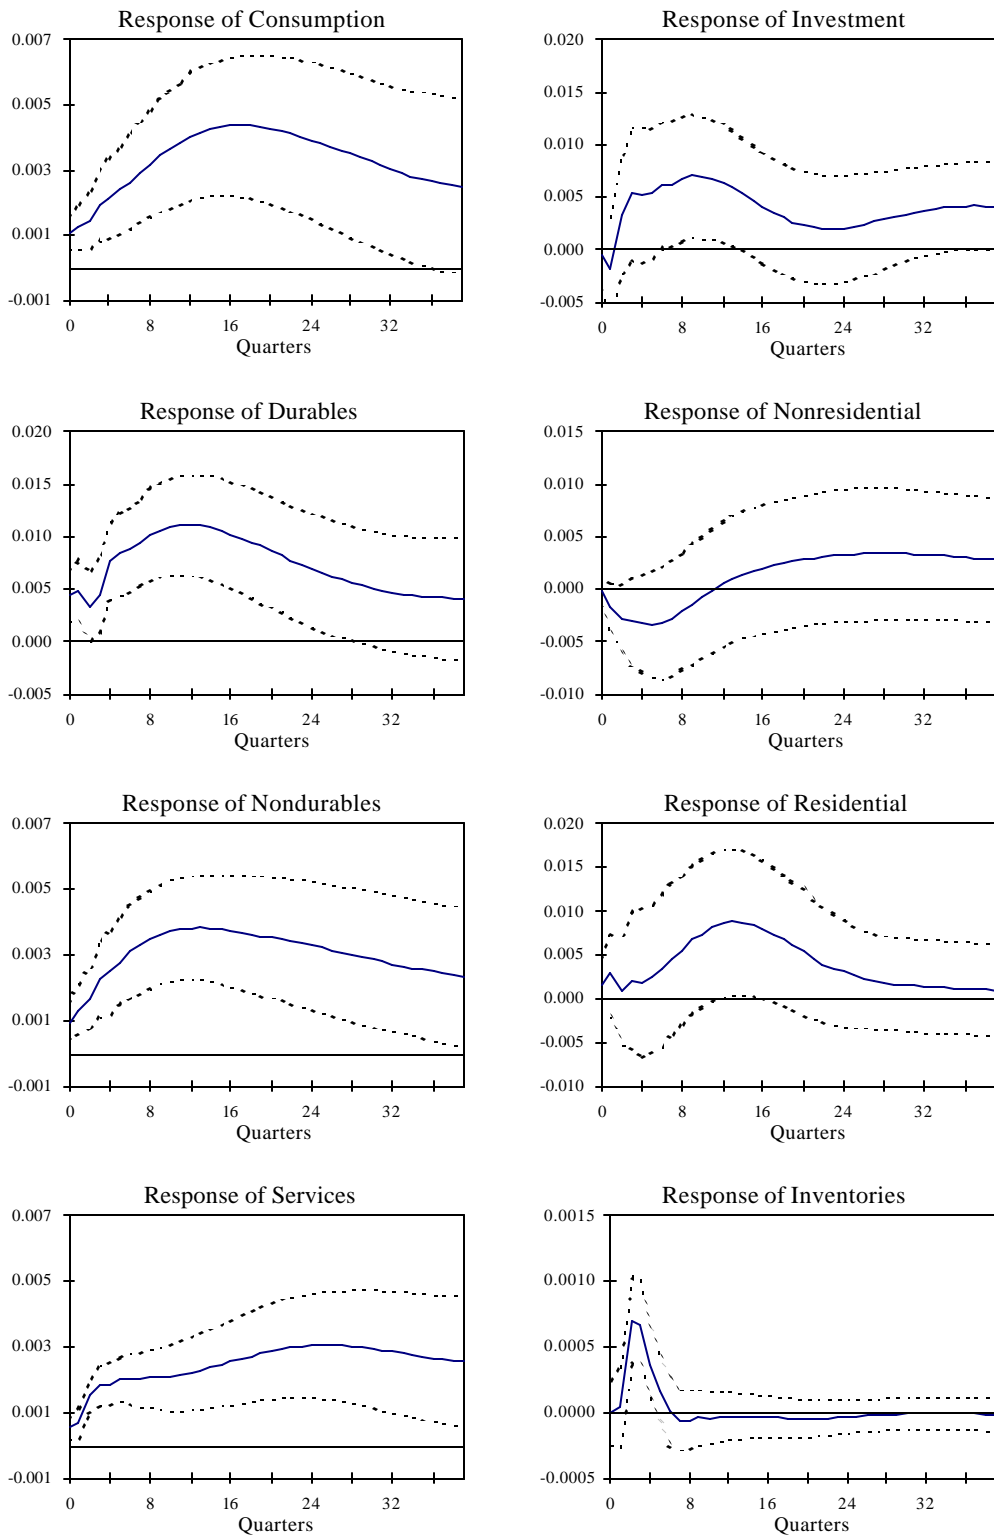 Response of Consumption
0.007
0.005
0.003
0.001
-0.001
0 8 16 24 32
Quarters
Response of Investment
0.020
0.015
0.010
0.005
0.000
-0.005
0 8 16 24 32
Quarters
Response of Durables
0.020
0.015
0.010
0.005
0.000
-0.005
0 8 16 24 32
Quarters
Response of Nonresidential
0.015
0.010
0.005
0.000
-0.005
-0.010
0 8 16 24 32
Quarters
Response of Nondurables
0.007
0.005
0.003
0.001
-0.001
0 8 16 24 32
Quarters
Response of Residential
0.020
0.015
0.010
0.005
0.000
-0.005
-0.010
0 8 16 24 32
Quarters
Response of Services
0.007
0.005
0.003
0.001
-0.001
0 8 16 24 32
Quarters
Response of Inventories
0.0015
0.0010
0.0005
0.0000
-0.0005
0 8 16 24 32
Quarters